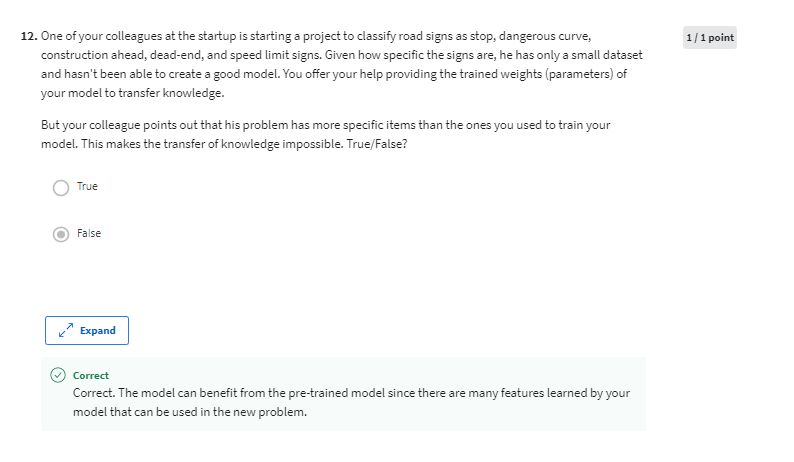 12. One of your colleagues at the startup is starting a project to classify road signs as stop, dangerous curve,
1 / 1 point
construction ahead, dead-end, and speed limit signs. Given how specific the signs are, he has only a small dataset
and hasn't been able to create a good model. You offer your help providing the trained weights (parameters) of
your model to transfer knowledge.
But your colleague points out that his problem has more specific items than the ones you used to train your
model. This makes the transfer of knowledge impossible. True/False?
True
False
Expand
Correct
Correct. The model can benefit from the pre-trained model since there are many features learned by your
model that can be used in the new problem.